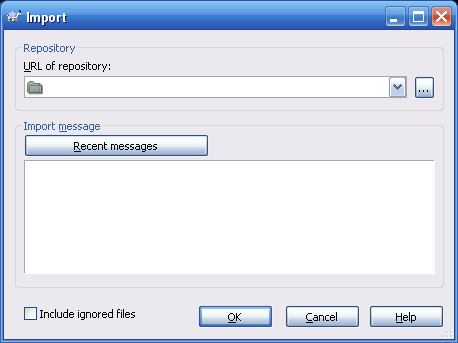 Import
Repository
URL of repository:
...
Import message
Recent messages
Include ignored files
OK
Cancel
Help